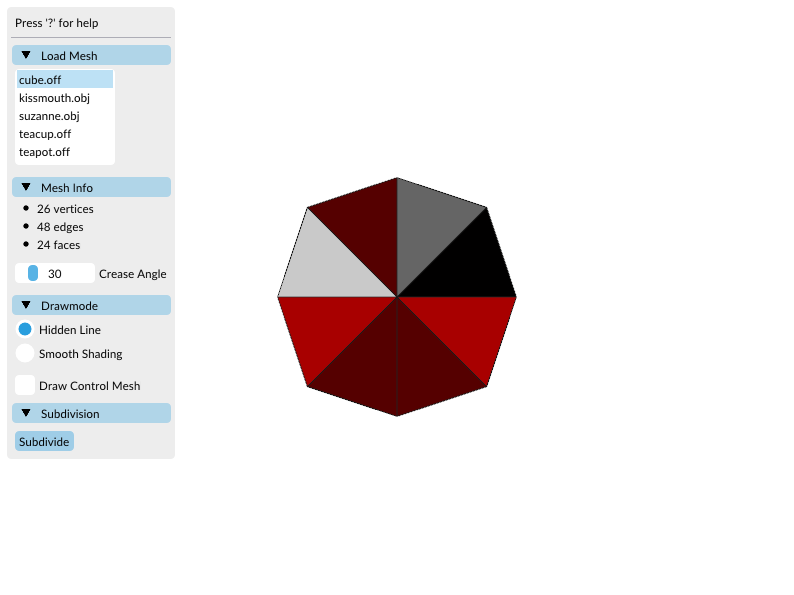 Press '?' for help
Load Mesh
cube.off
kissmouth.obj
suzanne.obj
teacup.off
teapot.off
Mesh Info
26 vertices
48 edges
24 faces
30 Crease Angle
Drawmode
Hidden Line
Smooth Shading
Draw Control Mesh
Subdivision
Subdivide